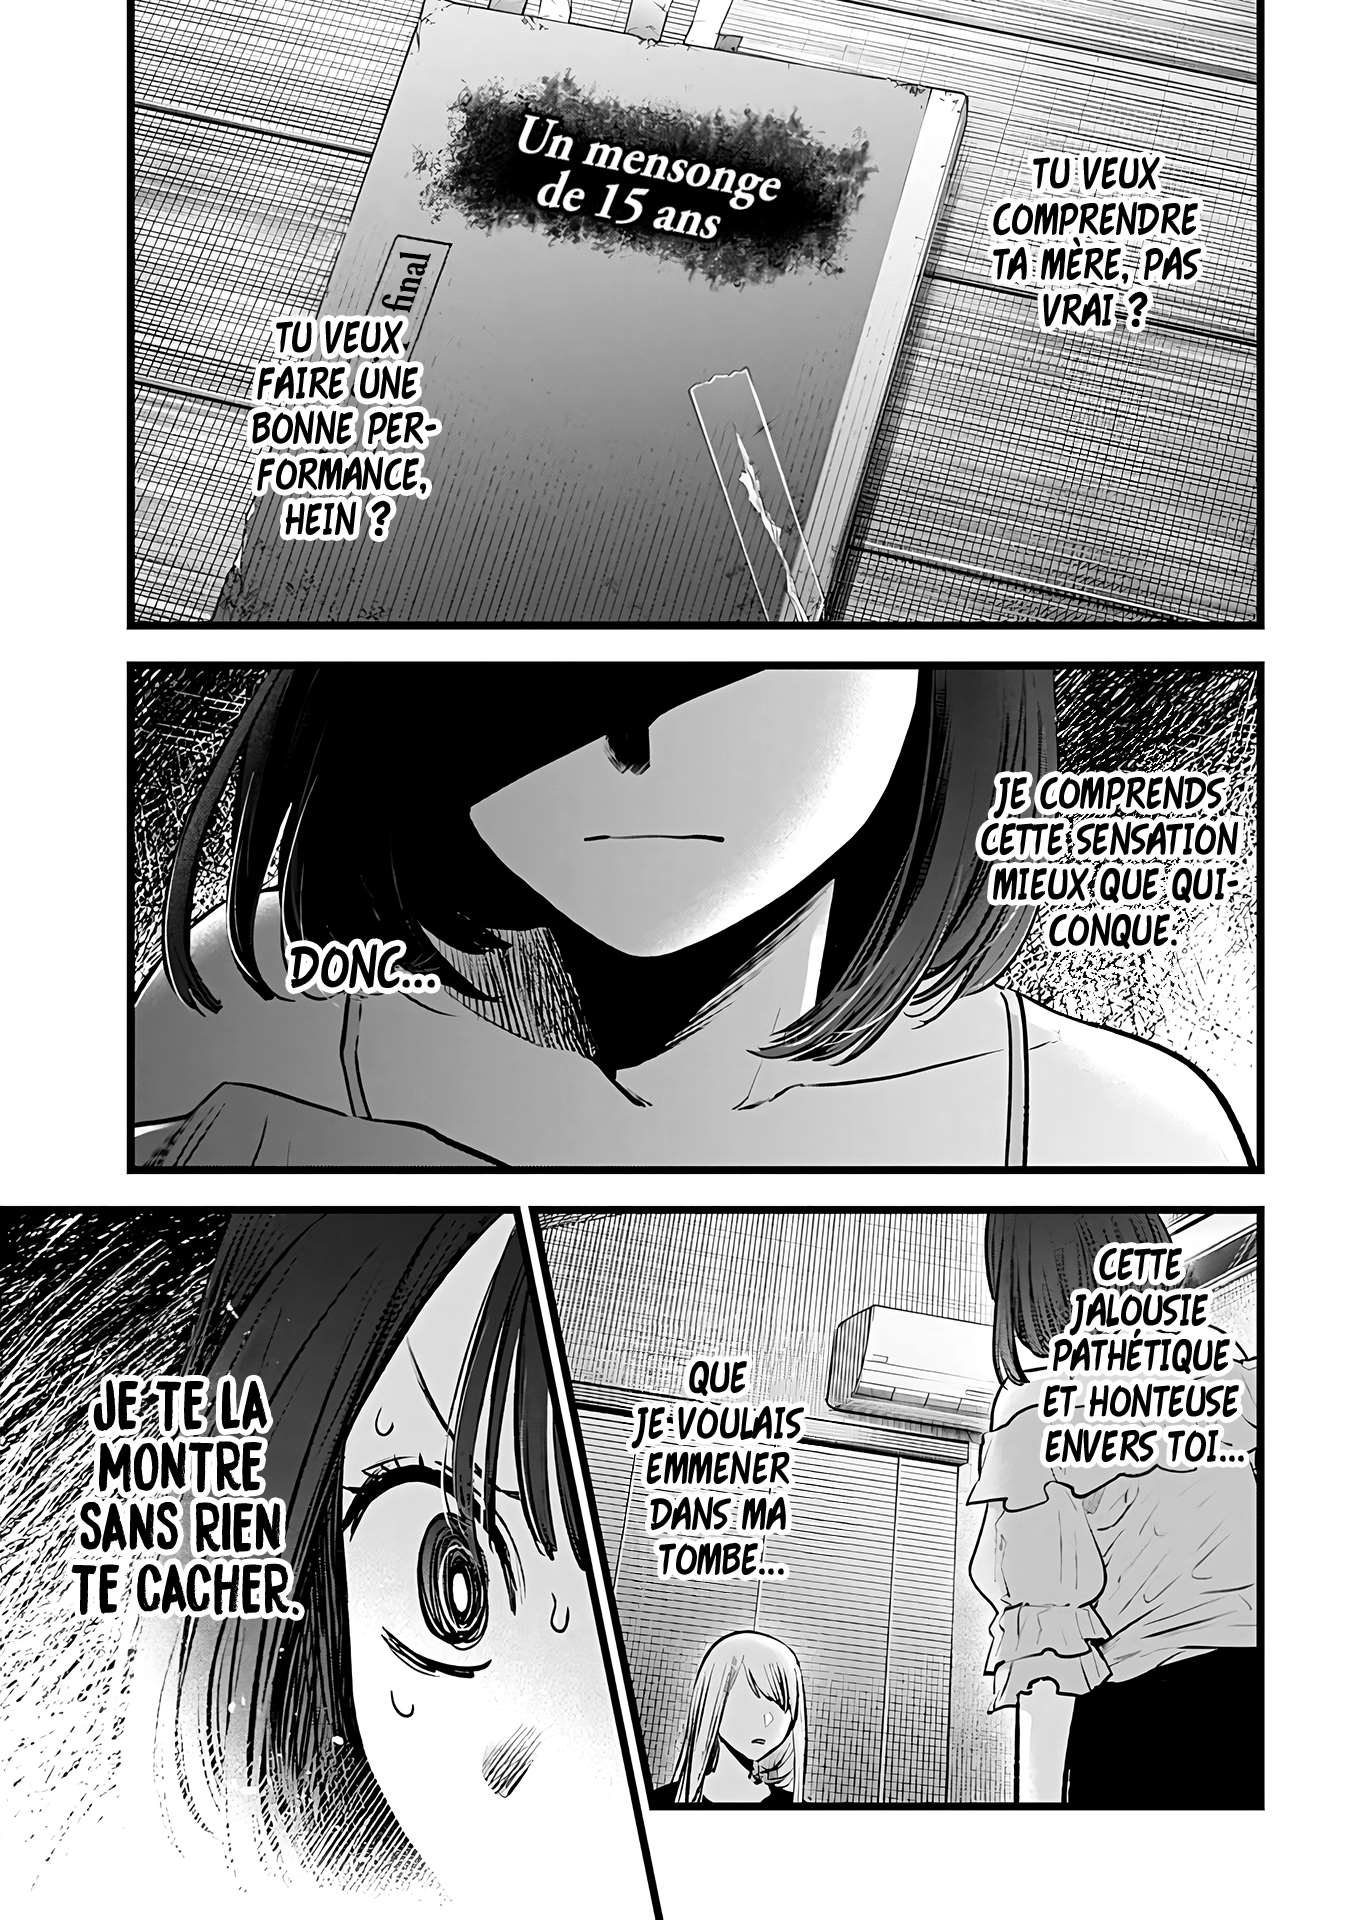 Un mensonge
de 15 ans
final
TU VEUX
COMPRENDRE
TA MÈRE, PAS
VRAI ?
TU VEUX
FAIRE UNE
BONNE PER-
FORMANCE,
HEIN ?
JE COMPRENDS
CETTE SENSATION
MIEUX QUE QUI-
CONQUE.
DONC...
CETTE
JALOUSIE
PATHÉTIQUE
ET HONTEUSE
ENVERS TOI...
QUE
JE VOULAIS
EMMENER
DANS MA
TOMBE...
JE TE LA
MONTRE
SANS RIEN
TE CACHER.